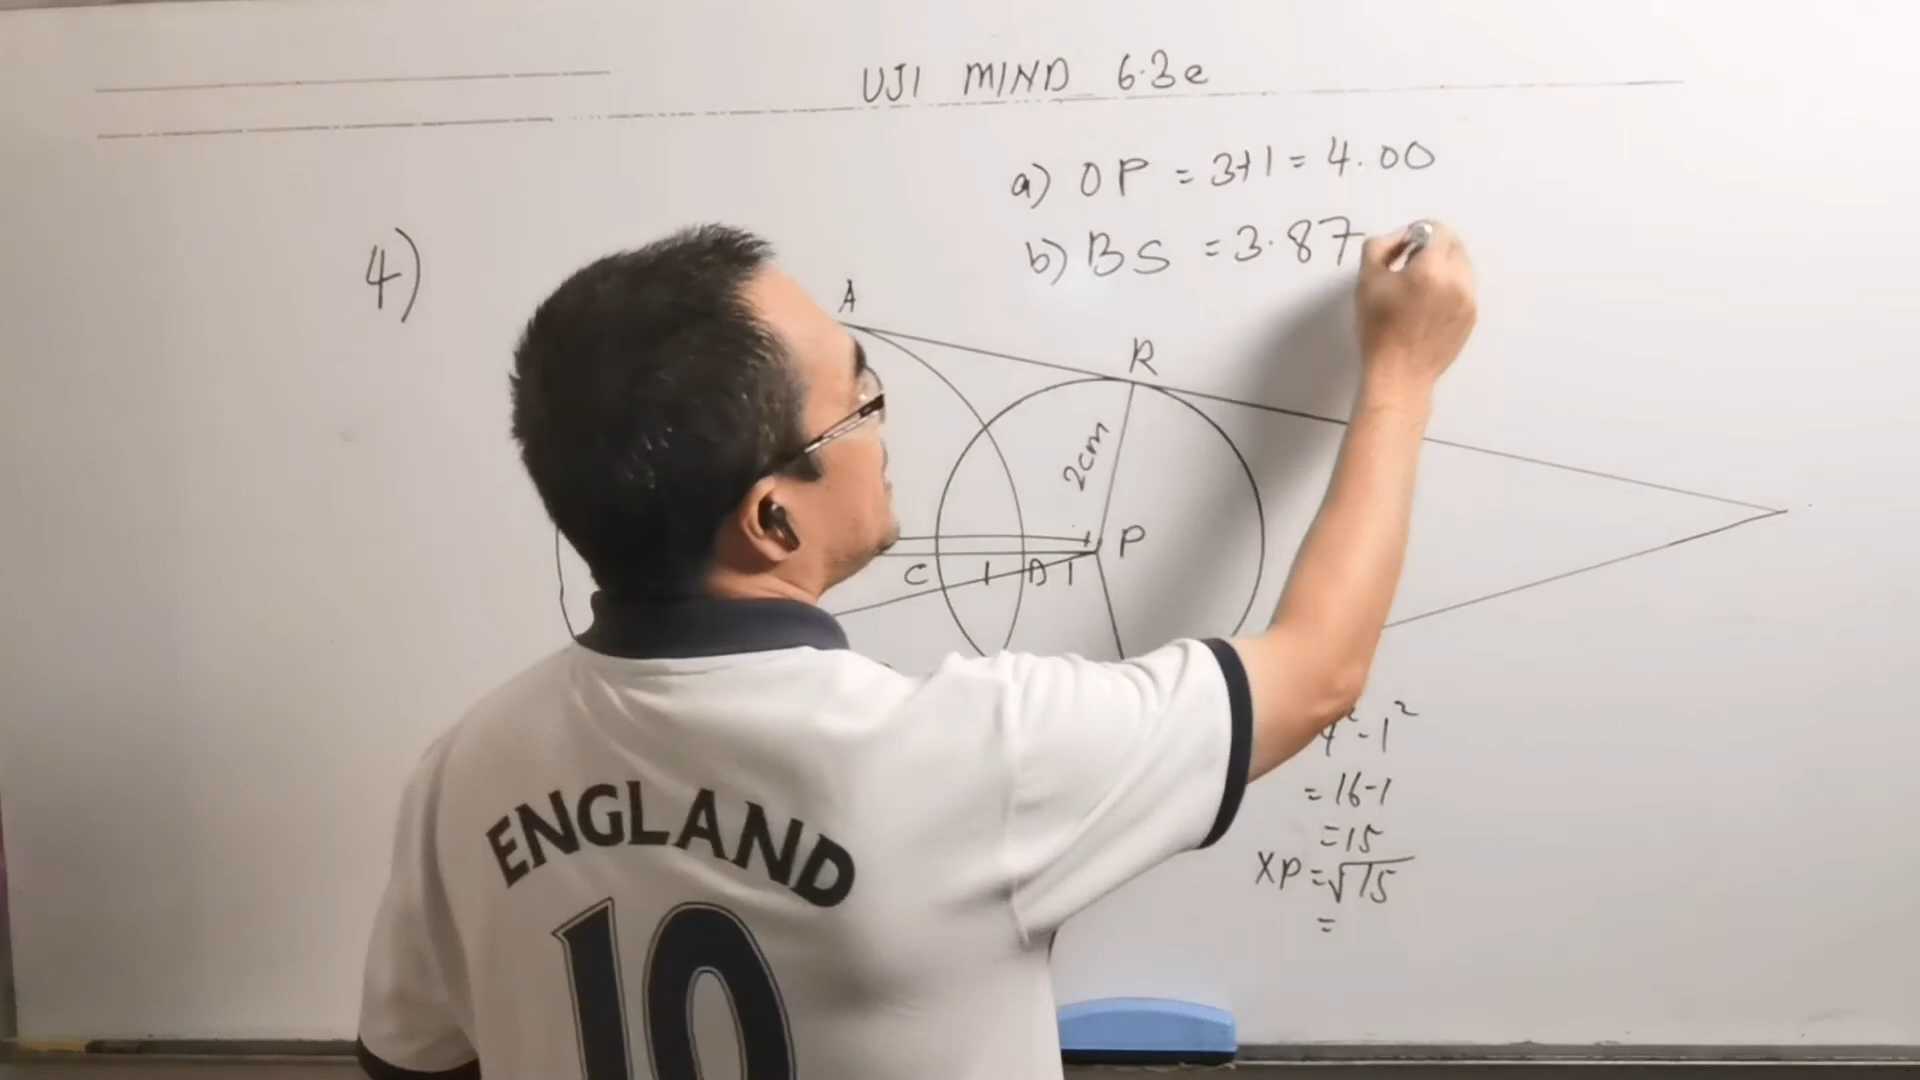 UJI MIND 6.3e
a) OP = 3+1 = 4.00
b) BS = 3.87
4)
A
R
2cm
P
C 1 D 1
4² - 1²
= 16-1
= 15
XP = √15
=
ENGLAND
10